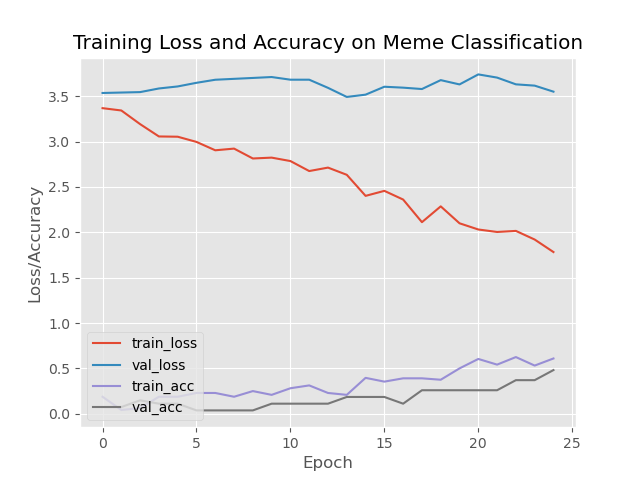 Training Loss and Accuracy on Meme Classification
3.5
3.0
2.5
2.0
1.5
1.0
0.5
0.0
Loss/Accuracy
train_loss
val_loss
train_acc
val_acc
0 5 10 15 20 25
Epoch